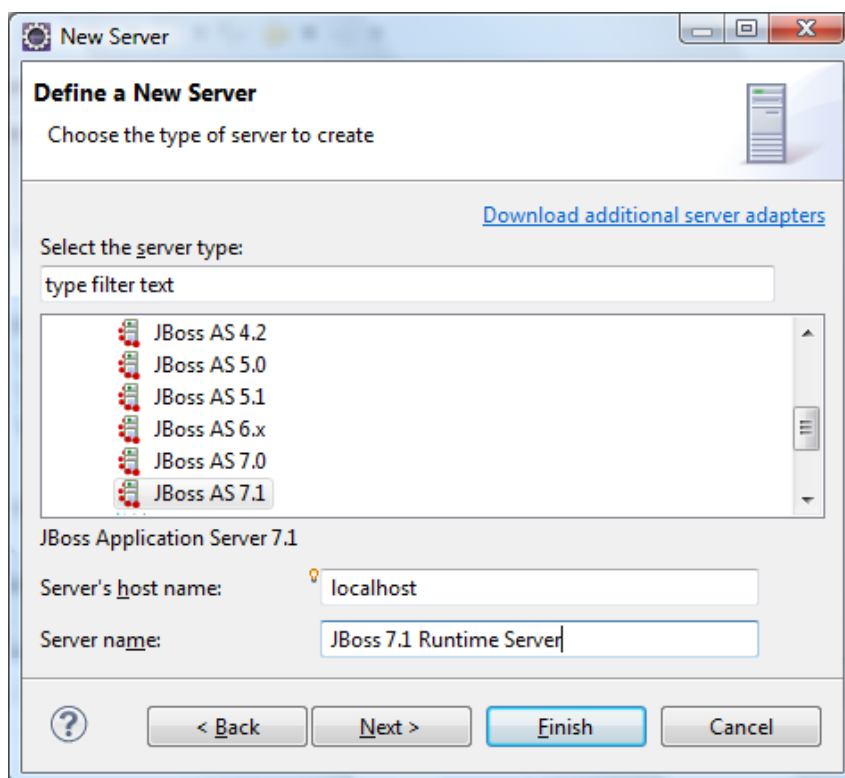 New Server
Define a New Server
Choose the type of server to create
Download additional server adapters
Select the server type:
type filter text
JBoss AS 4.2
JBoss AS 5.0
JBoss AS 5.1
JBoss AS 6.x
JBoss AS 7.0
JBoss AS 7.1
JBoss Application Server 7.1
Server's host name: localhost
Server name: JBoss 7.1 Runtime Server
? < Back Next > Finish Cancel